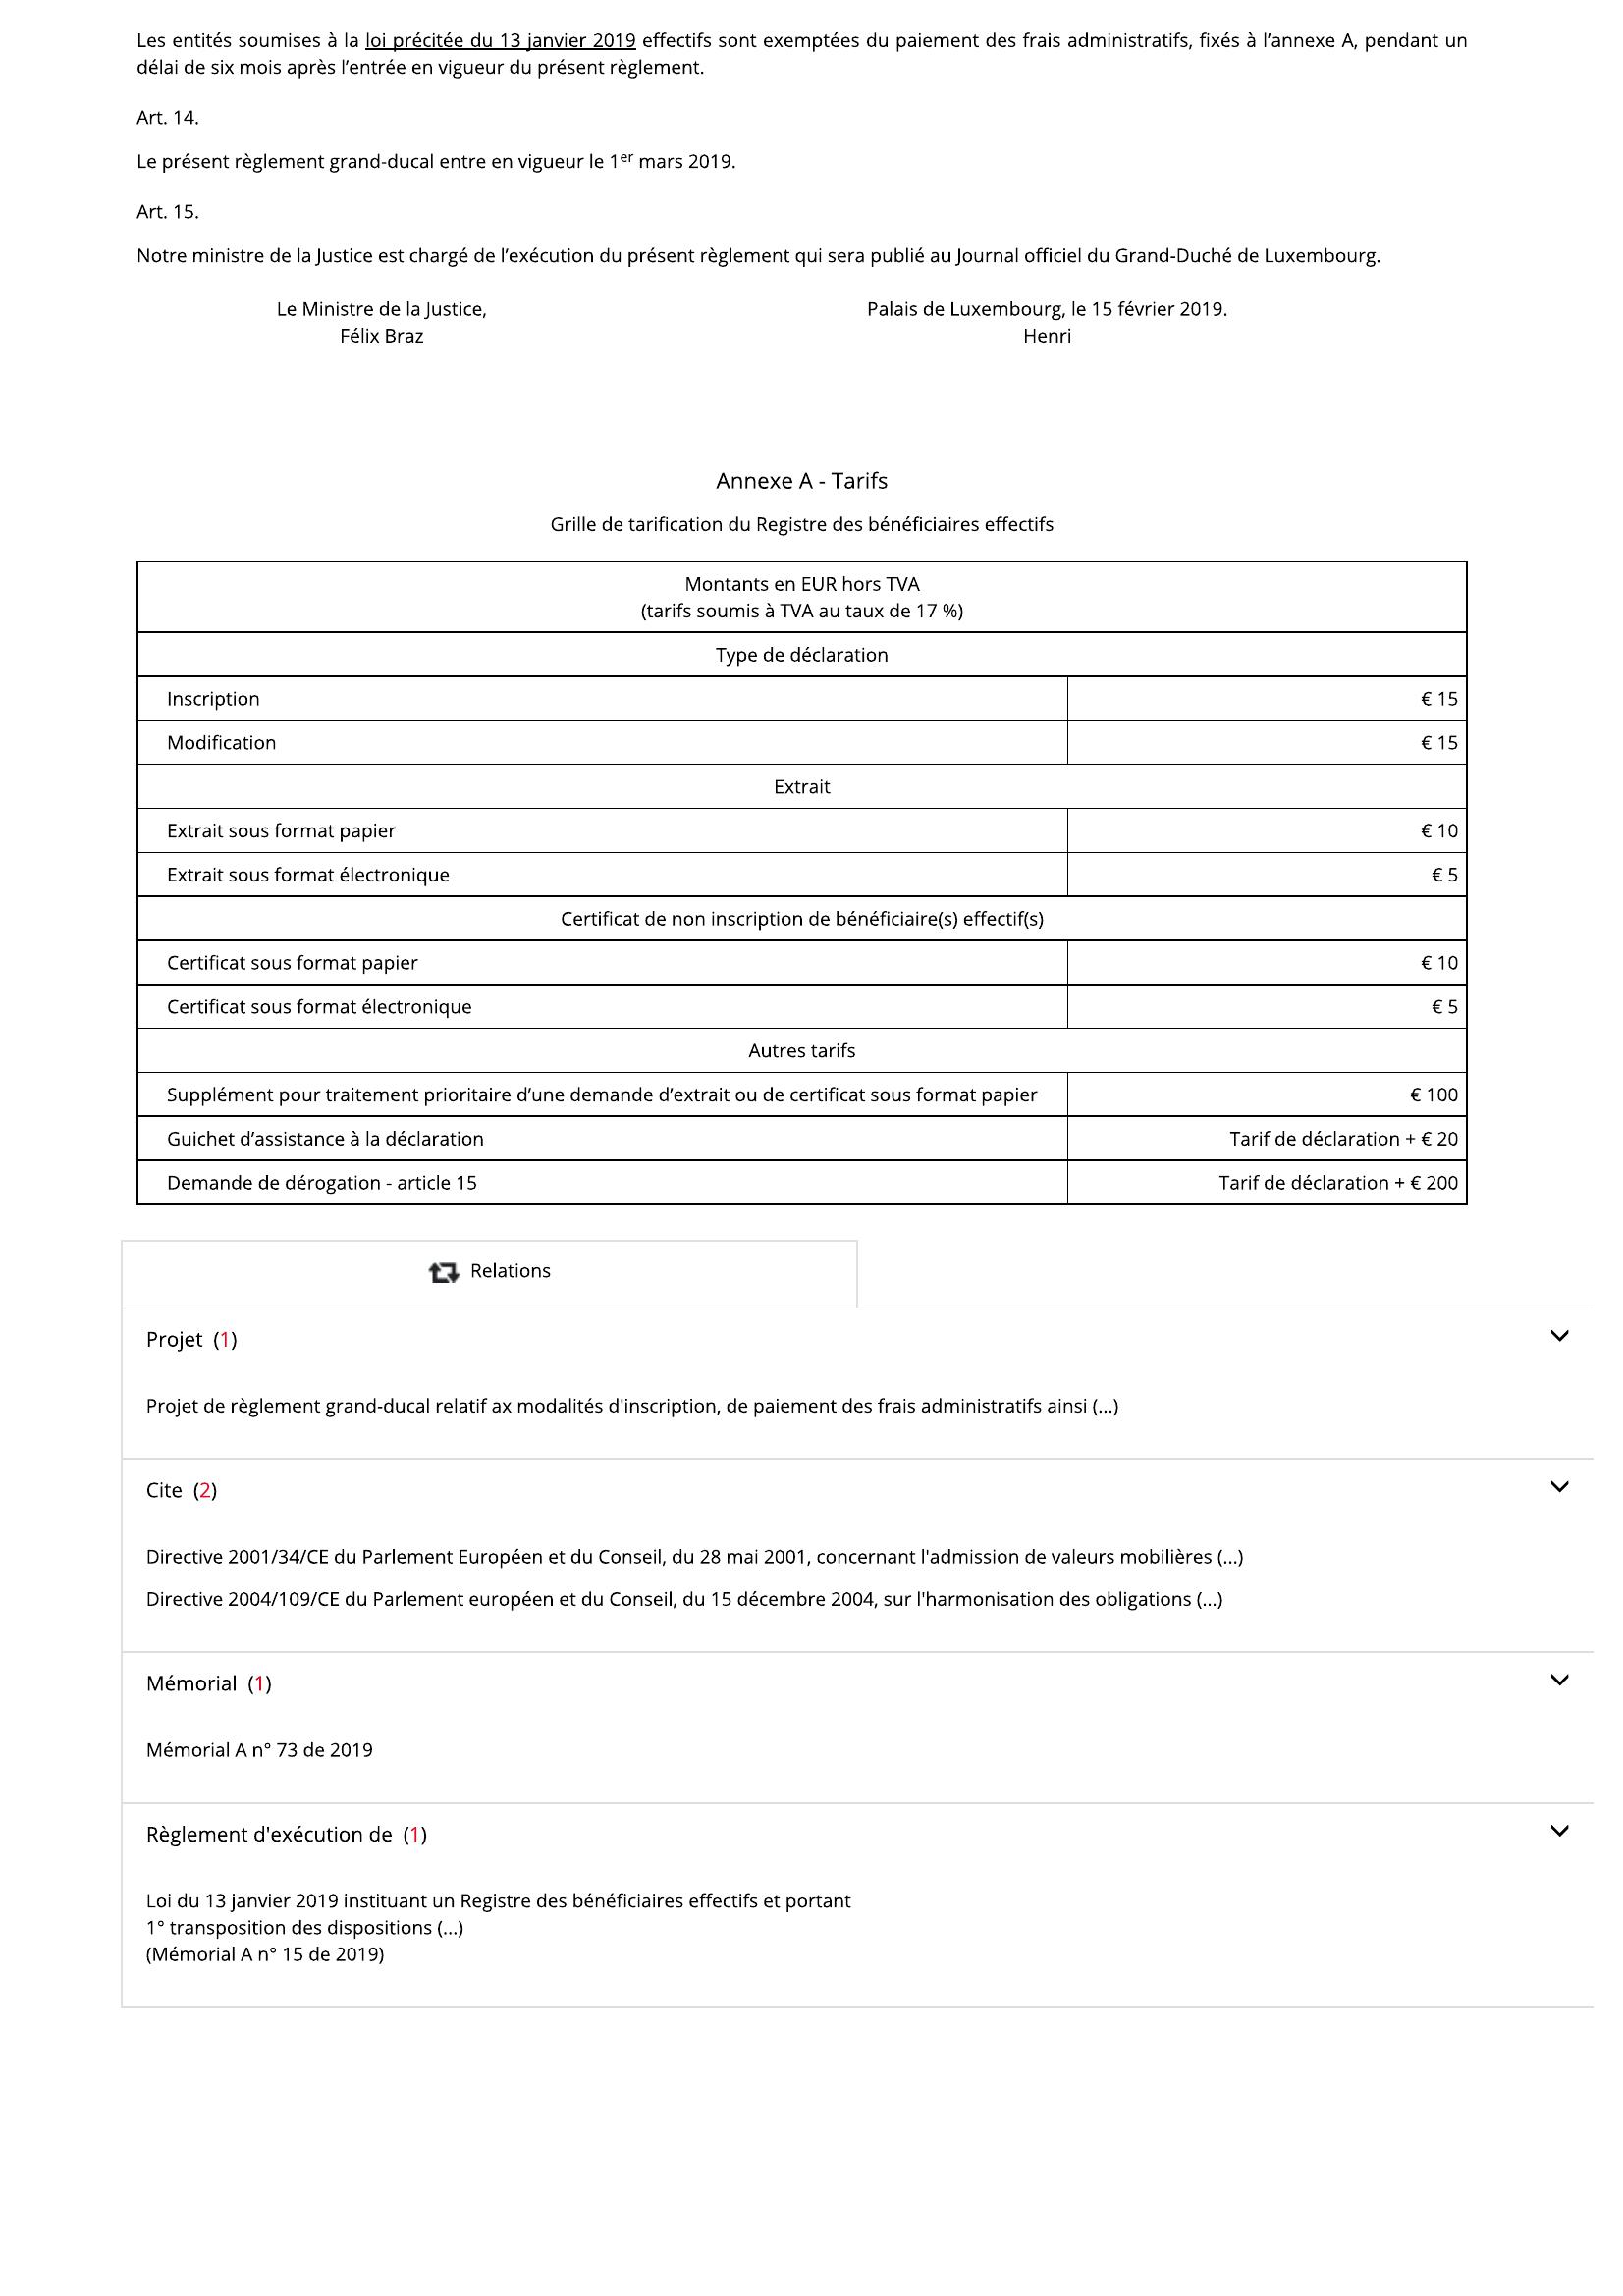 Les entités soumises à la loi précitée du 13 janvier 2019 effectifs sont exemptées du paiement des frais administratifs, fixés à l’annexe A, pendant un
délai de six mois après l’entrée en vigueur du présent règlement.
Art. 14.
Le présent règlement grand-ducal entre en vigueur le 1er mars 2019.
Art. 15.
Notre ministre de la Justice est chargé de l’exécution du présent règlement qui sera publié au Journal officiel du Grand-Duché de Luxembourg.
Le Ministre de la Justice,
Félix Braz
Palais de Luxembourg, le 15 février 2019.
Henri
Annexe A - Tarifs
Grille de tarification du Registre des bénéficiaires effectifs
Montants en EUR hors TVA
(tarifs soumis à TVA au taux de 17 %)
Type de déclaration
Inscription € 15
Modification € 15
Extrait
Extrait sous format papier € 10
Extrait sous format électronique € 5
Certificat de non inscription de bénéficiaire(s) effectif(s)
Certificat sous format papier € 10
Certificat sous format électronique € 5
Autres tarifs
Supplément pour traitement prioritaire d’une demande d’extrait ou de certificat sous format papier € 100
Guichet d’assistance à la déclaration Tarif de déclaration + € 20
Demande de dérogation - article 15 Tarif de déclaration + € 200
Relations
Projet (1)
Projet de règlement grand-ducal relatif ax modalités d'inscription, de paiement des frais administratifs ainsi (...)
Cite (2)
Directive 2001/34/CE du Parlement Européen et du Conseil, du 28 mai 2001, concernant l'admission de valeurs mobilières (...)
Directive 2004/109/CE du Parlement européen et du Conseil, du 15 décembre 2004, sur l'harmonisation des obligations (...)
Mémorial (1)
Mémorial A n° 73 de 2019
Règlement d'exécution de (1)
Loi du 13 janvier 2019 instituant un Registre des bénéficiaires effectifs et portant
1° transposition des dispositions (...)
(Mémorial A n° 15 de 2019)